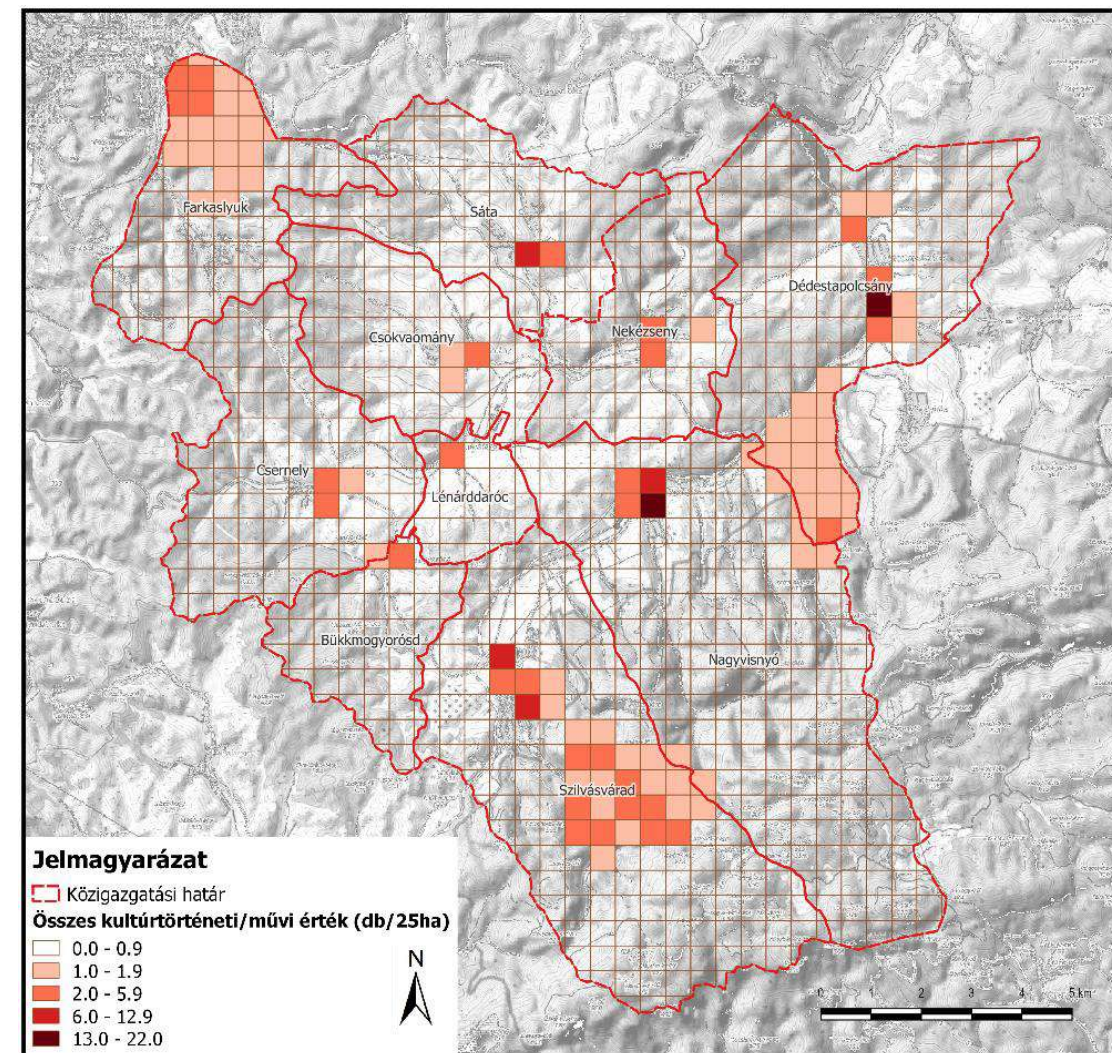 Farkaslyuk
Sáta
Dédestapolcsány
Csokvaomány
Nekézseny
Csernely
Lénárddaróc
Bükkmogyorósd
Nagyvisnyó
Szilvásvárad
Jelmagyarázat
Közigazgatási határ
Összes kultúrtörténeti/művi érték (db/25ha)
0.0 - 0.9
1.0 - 1.9
2.0 - 5.9
6.0 - 12.9
13.0 - 22.0
N
0 1 2 3 4 5 km